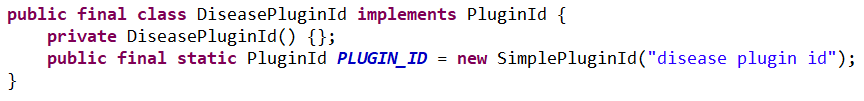 public final class DiseasePluginId implements PluginId {
    private DiseasePluginId() {};
    public final static PluginId PLUGIN_ID = new SimplePluginId("disease plugin id");
}